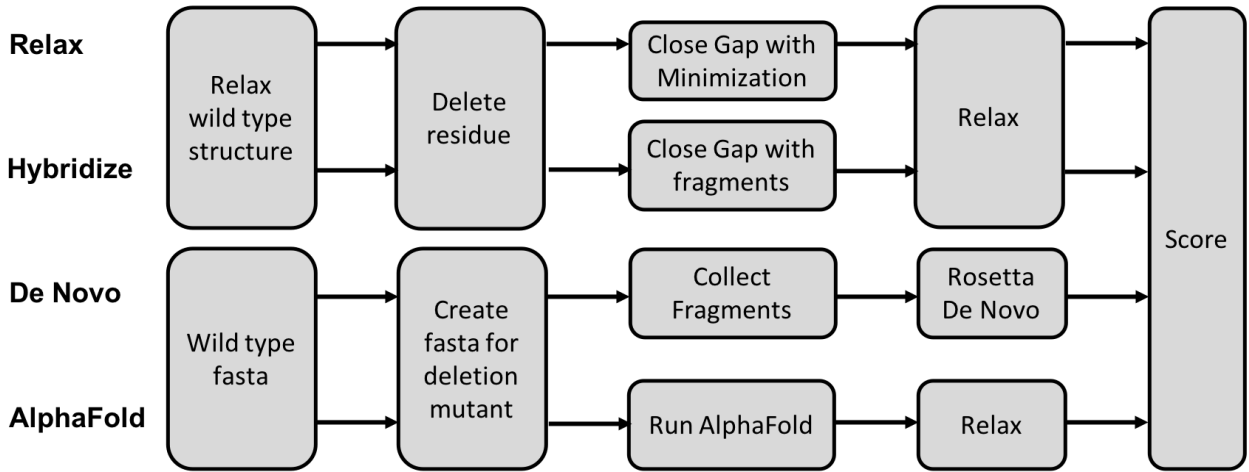 Relax
Hybridize
De Novo
AlphaFold
Relax
wild type
structure
Delete
residue
Close Gap with
Minimization
Close Gap with
fragments
Relax
Wild type
fasta
Create
fasta for
deletion
mutant
Collect
Fragments
Rosetta
De Novo
Run AlphaFold
Relax
Score